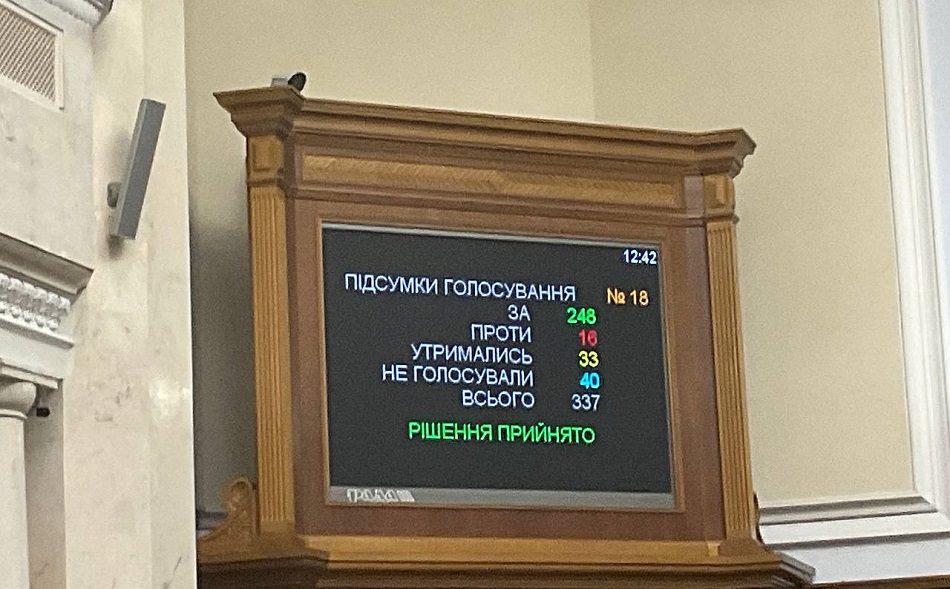 12:42
ПІДСУМКИ ГОЛОСУВАННЯ № 18
ЗА 248
ПРОТИ 16
УТРИМАЛИСЬ 33
НЕ ГОЛОСУВАЛИ 40
ВСЬОГО 337
РІШЕННЯ ПРИЙНЯТО